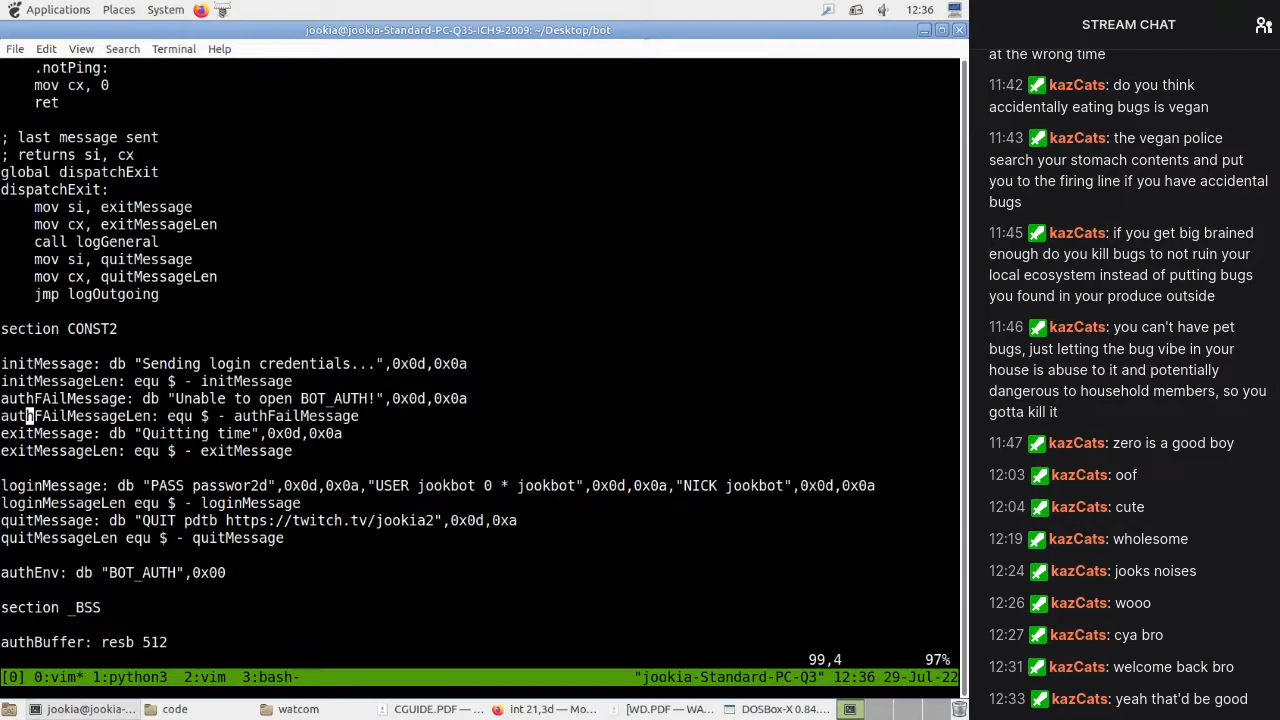 Applications Places System 12:36
jookia@jookia-Standard-PC-Q35-ICH9-2009: ~/Desktop/bot
File Edit View Search Terminal Help
.notPing:
mov cx, 0
ret
; last message sent
; returns si, cx
global dispatchExit
dispatchExit:
mov si, exitMessage
mov cx, exitMessageLen
call logGeneral
mov si, quitMessage
mov cx, quitMessageLen
jmp logOutgoing
section CONST2
initMessage: db "Sending login credentials...",0x0d,0x0a
initMessageLen: equ $ - initMessage
authFAilMessage: db "Unable to open BOT_AUTH!",0x0d,0x0a
authFAilMessageLen: equ $ - authFailMessage
exitMessage: db "Quitting time",0x0d,0x0a
exitMessageLen: equ $ - exitMessage
loginMessage: db "PASS passwor2d",0x0d,0x0a,"USER jookbot 0 * jookbot",0x0d,0x0a,"NICK jookbot",0x0d,0x0a
loginMessageLen equ $ - loginMessage
quitMessage: db "QUIT pdtb https://twitch.tv/jookia2",0x0d,0xa
quitMessageLen equ $ - quitMessage
authEnv: db "BOT_AUTH",0x00
section _BSS
authBuffer: resb 512
99,4 97%
[0] 0:vim* 1:python3 2:vim 3:bash- "jookia-Standard-PC-Q3" 12:36 29-Jul-22
jookia@jookia-... code watcom CGUIDE.PDF — ... int 21,3d — Mo... [WD.PDF — WA... DOSBox-X 0.84....
STREAM CHAT
at the wrong time
11:42 kazCats: do you think
accidentally eating bugs is vegan
11:43 kazCats: the vegan police
search your stomach contents and put
you to the firing line if you have accidental
bugs
11:45 kazCats: if you get big brained
enough do you kill bugs to not ruin your
local ecosystem instead of putting bugs
you found in your produce outside
11:46 kazCats: you can't have pet
bugs, just letting the bug vibe in your
house is abuse to it and potentially
dangerous to household members, so you
gotta kill it
11:47 kazCats: zero is a good boy
12:03 kazCats: oof
12:04 kazCats: cute
12:19 kazCats: wholesome
12:24 kazCats: jooks noises
12:26 kazCats: wooo
12:27 kazCats: cya bro
12:31 kazCats: welcome back bro
12:33 kazCats: yeah that'd be good